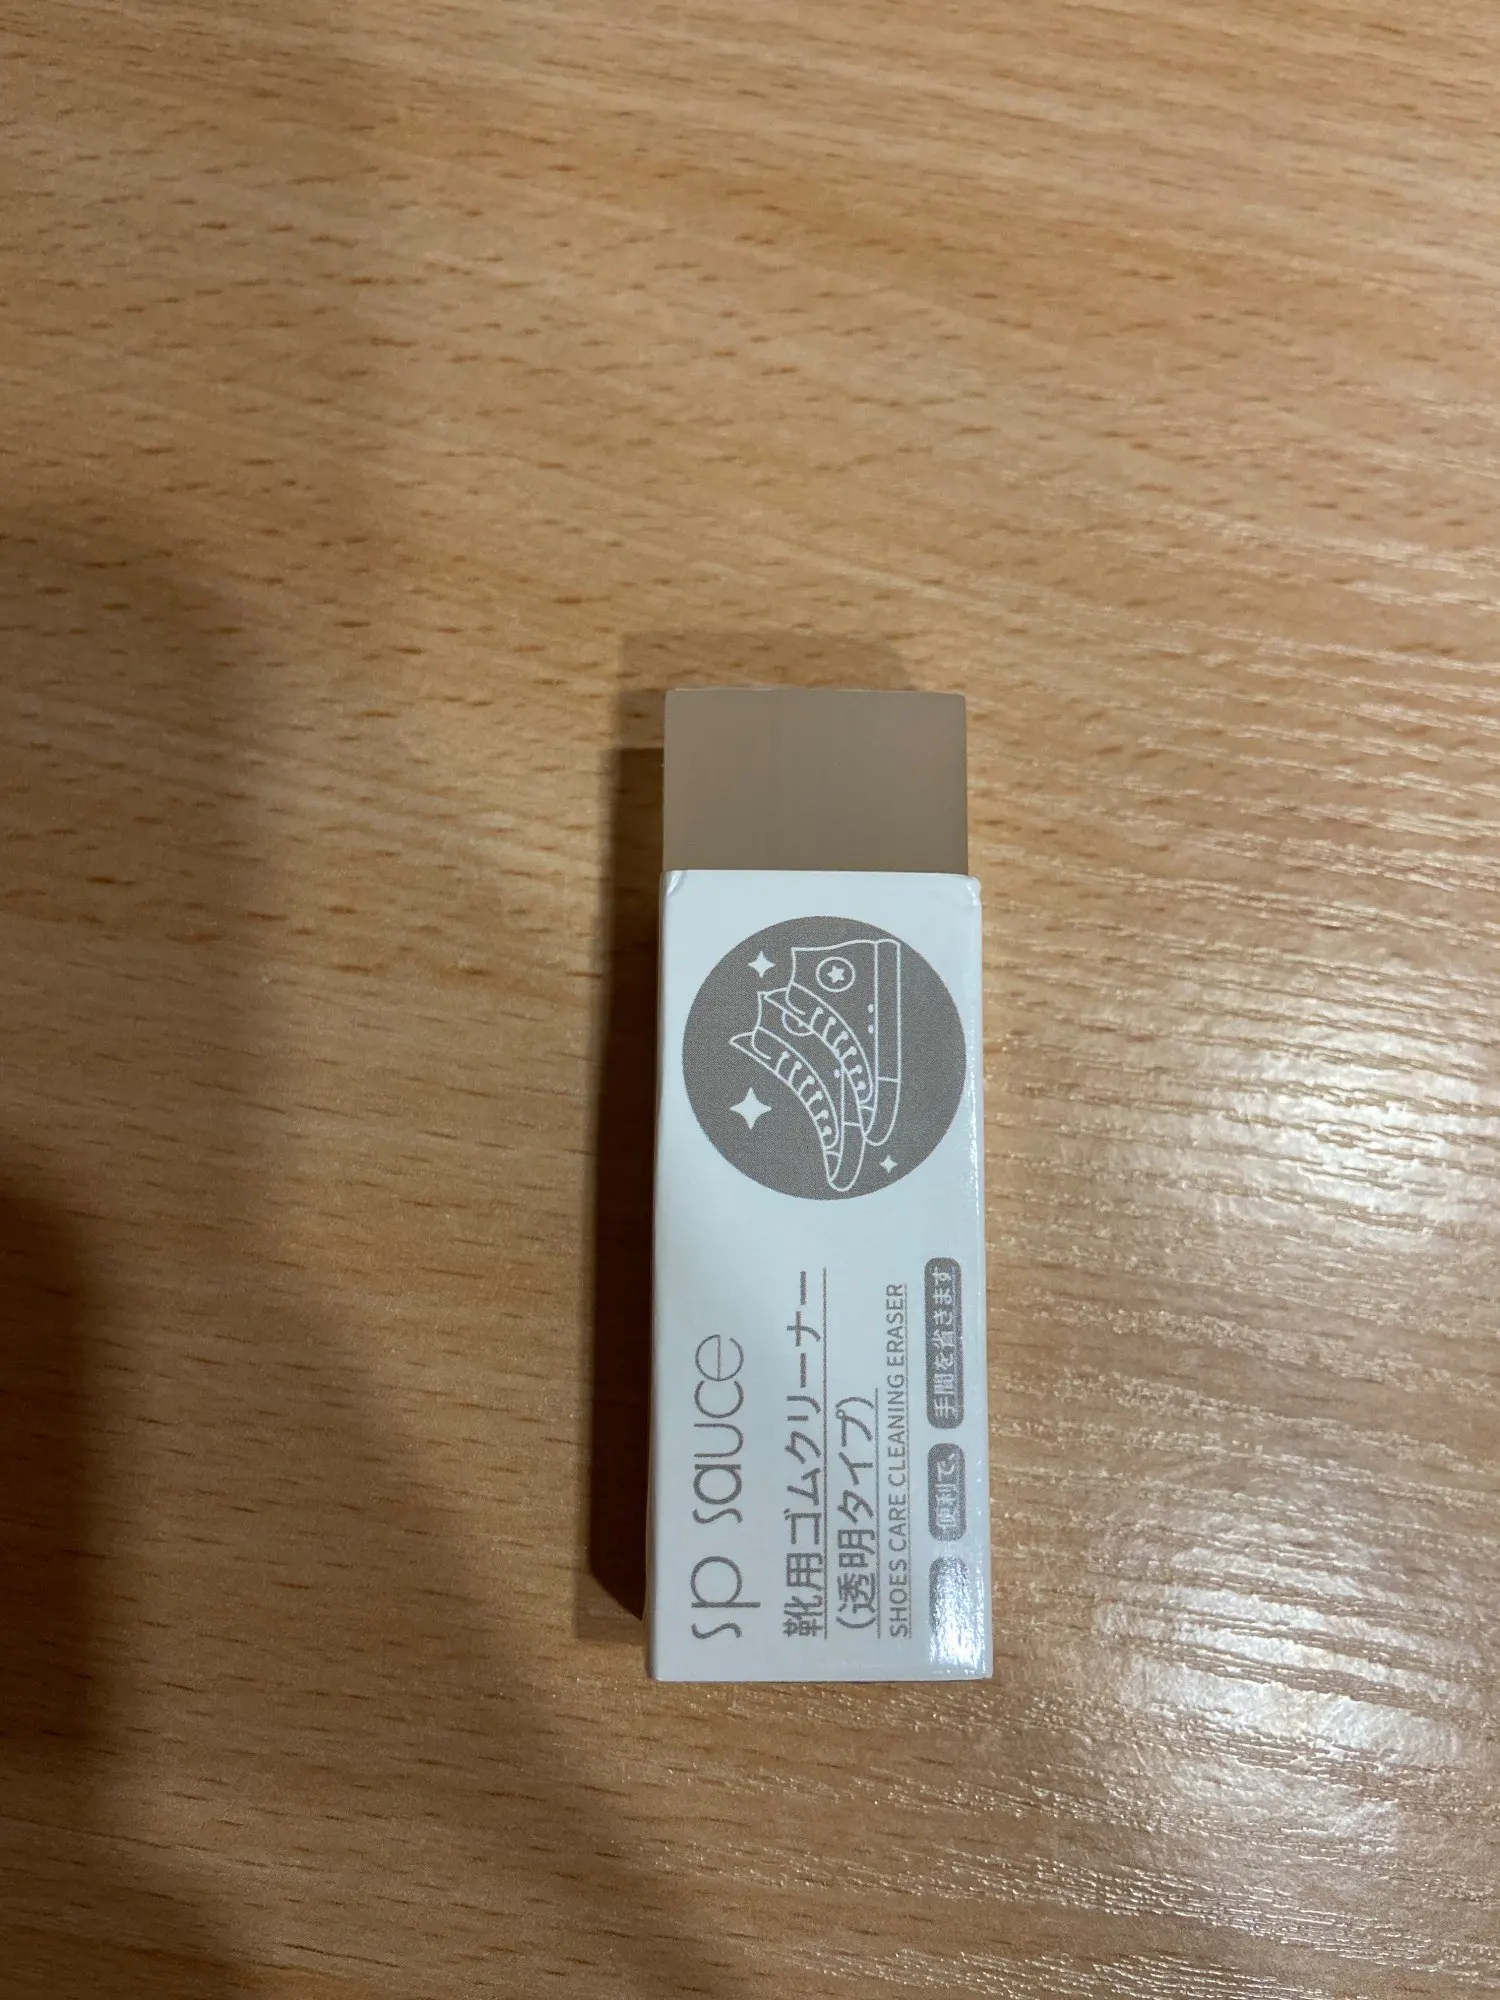 sp sauce
靴用ゴムクリーナー
(透明タイプ)
SHOES CARE CLEANING ERASER
便利で、 手間を省きます